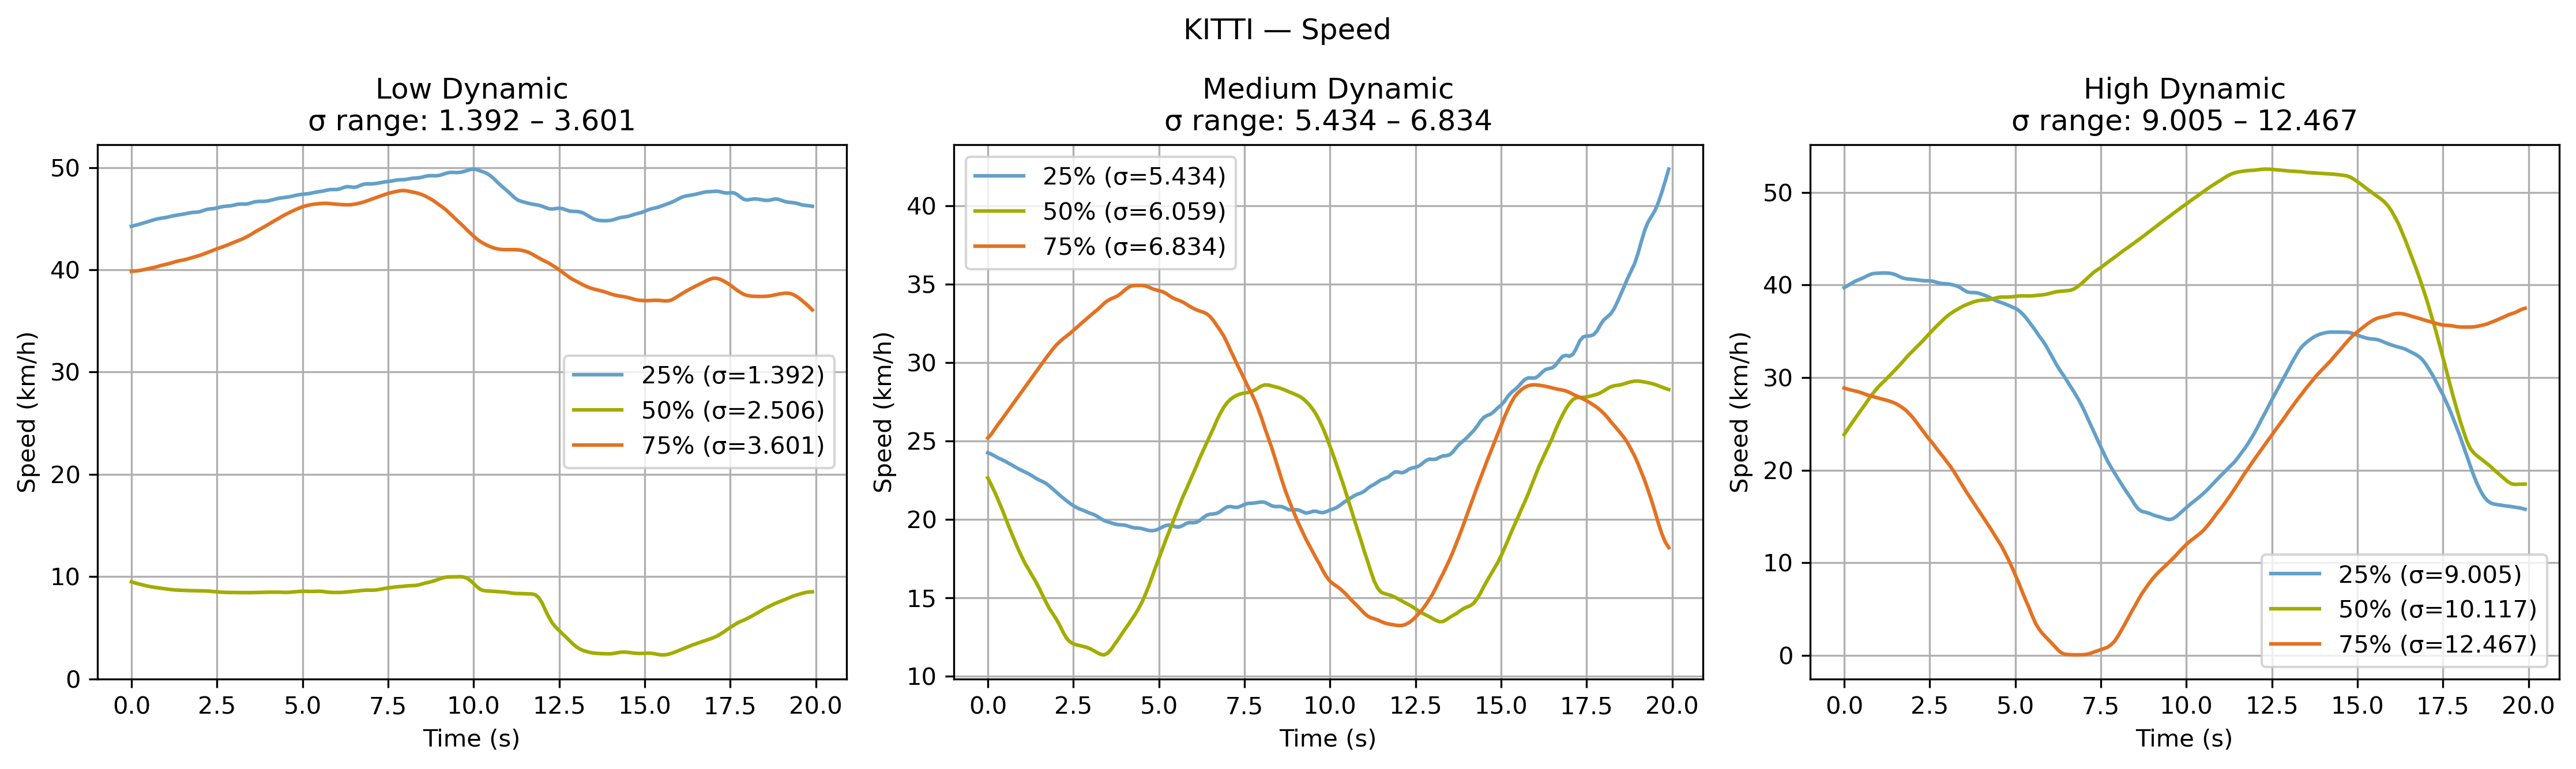 KITTI — Speed
Low Dynamic
σ range: 1.392 – 3.601
50
40
30
20
10
0
Speed (km/h)
25% (σ=1.392)
50% (σ=2.506)
75% (σ=3.601)
0.0 2.5 5.0 7.5 10.0 12.5 15.0 17.5 20.0
Time (s)
Medium Dynamic
σ range: 5.434 – 6.834
25% (σ=5.434)
50% (σ=6.059)
75% (σ=6.834)
40
35
30
25
20
15
10
Speed (km/h)
0.0 2.5 5.0 7.5 10.0 12.5 15.0 17.5 20.0
Time (s)
High Dynamic
σ range: 9.005 – 12.467
50
40
30
20
10
0
Speed (km/h)
25% (σ=9.005)
50% (σ=10.117)
75% (σ=12.467)
0.0 2.5 5.0 7.5 10.0 12.5 15.0 17.5 20.0
Time (s)